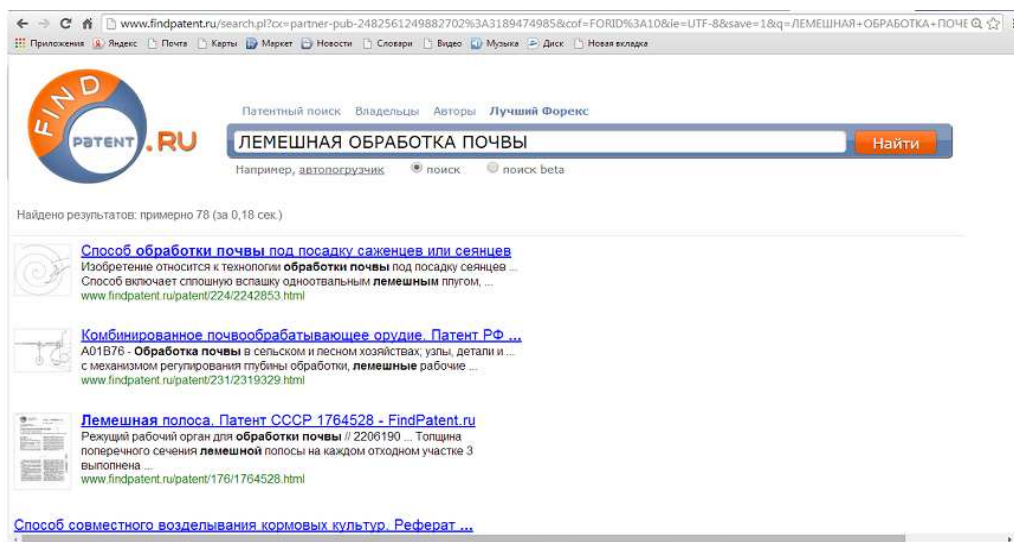 www.findpatent.ru/search.pl?cx=partner-pub-2482561249882702%3A3189474985&cof=FORID%3A10&ie=UTF-8&save=1&q=ЛЕМЕШНАЯ+ОБРАБОТКА+ПОЧЕ
Приложения Яндекс Почта Карты Маркет Новости Словари Видео Музыка Диск Новая вкладка
FIND
PATENT
.RU
Патентный поиск Владельцы Авторы Лучший Форекс
ЛЕМЕШНАЯ ОБРАБОТКА ПОЧВЫ Найти
Например, автопогрузчик поиск поиск beta
Найдено результатов: примерно 78 (за 0,18 сек.)
Способ обработки почвы под посадку саженцев или сеянцев
Изобретение относится к технологии обработки почвы под посадку сеянцев ...
Способ включает сплошную вспашку одноотвальным лемешным плугом, ...
www.findpatent.ru/patent/224/2242853.html
Комбинированное почвообрабатывающее орудие. Патент РФ ...
A01B76 - Обработка почвы в сельском и лесном хозяйствах; узлы, детали и ...
с механизмом регулирования глубины обработки, лемешные рабочие ...
www.findpatent.ru/patent/231/2319329.html
Лемешная полоса. Патент СССР 1764528 - FindPatent.ru
Режущий рабочий орган для обработки почвы // 2206190 ... Толщина
поперечного сечения лемешной полосы на каждом отходном участке 3
выполнена ...
www.findpatent.ru/patent/176/1764528.html
Способ совместного возделывания кормовых культур. Реферат ...